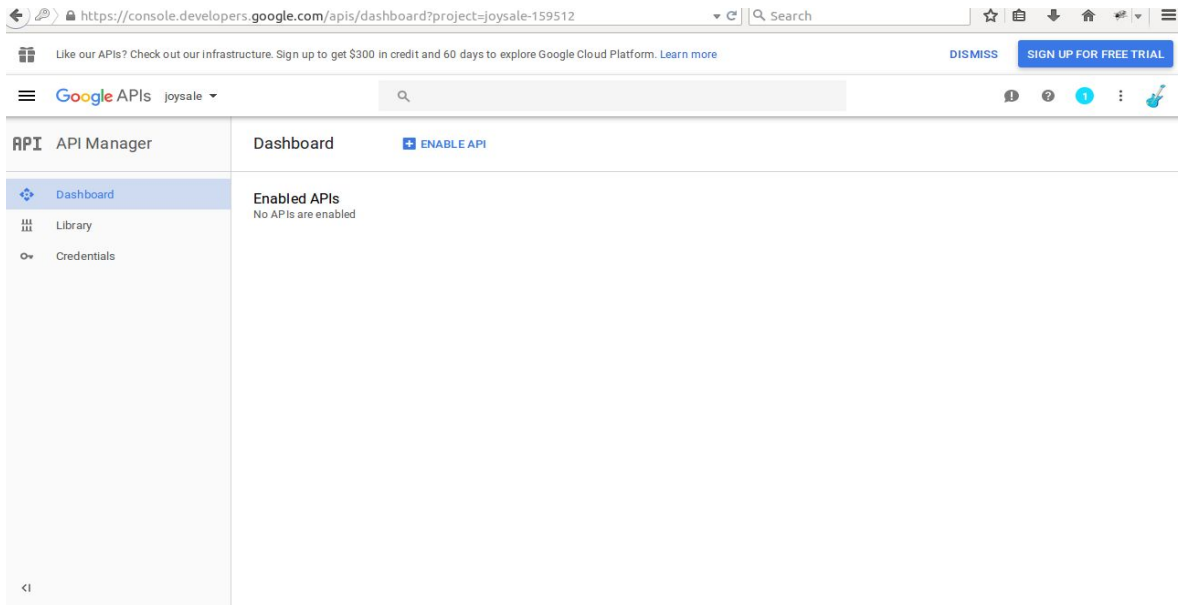 https://console.developers.google.com/apis/dashboard?project=joysale-159512
Search
Like our APIs? Check out our infrastructure. Sign up to get $300 in credit and 60 days to explore Google Cloud Platform. Learn more
DISMISS
SIGN UP FOR FREE TRIAL
Google APIs joysale
1
API API Manager
Dashboard
ENABLE API
Dashboard
Library
Credentials
Enabled APIs
No APIs are enabled